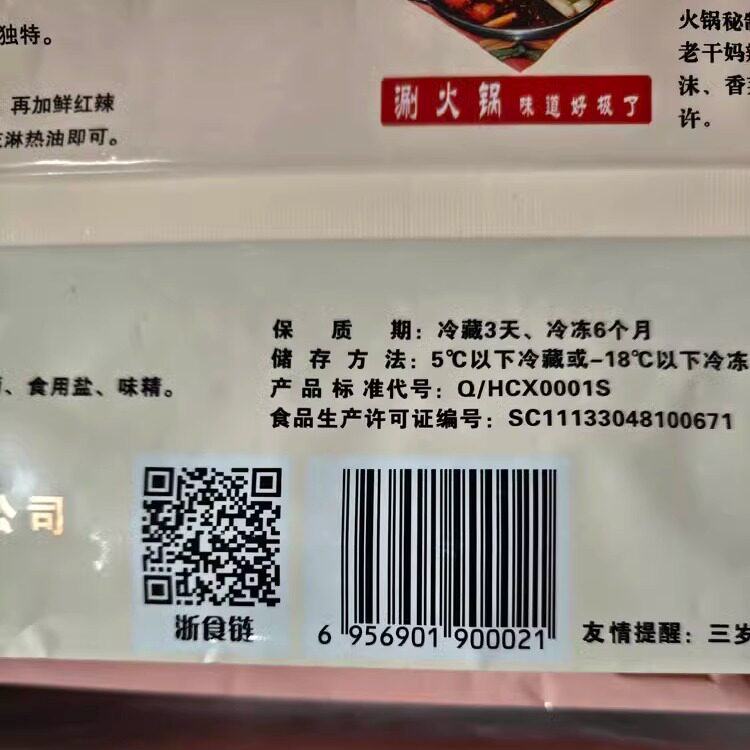 独特。
火锅秘
老干妈
沫、香
许。
再加鲜红辣
淋热油即可。
涮火锅 味道好极了
保质期：冷藏3天、冷冻6个月
储存方法：5℃以下冷藏或-18℃以下冷冻
产品标准代号：Q/HCX0001S
食品生产许可证编号：SC11133048100671
、食用盐、味精。
公司
浙食链
6 956901 900021
友情提醒：三岁